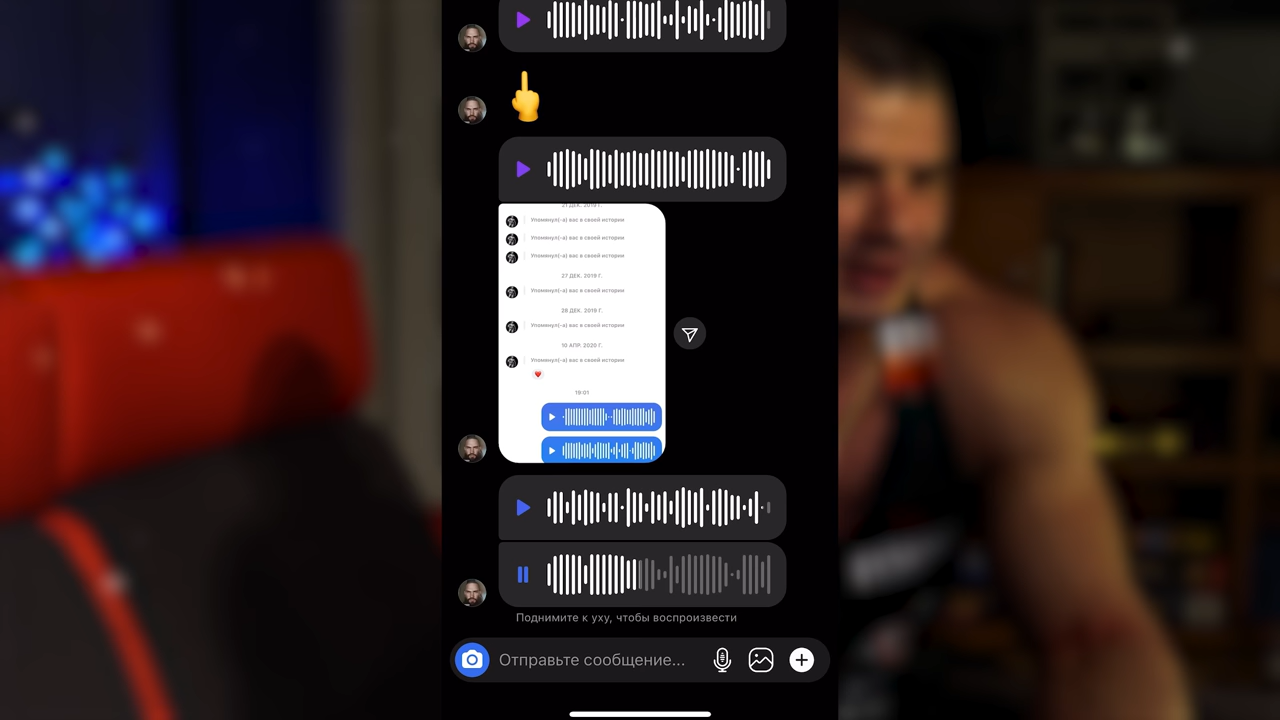 21 ДЕК. 2019 Г.
Упомянул(-а) вас в своей истории
Упомянул(-а) вас в своей истории
Упомянул(-а) вас в своей истории
27 ДЕК. 2019 Г.
Упомянул(-а) вас в своей истории
28 ДЕК. 2019 Г.
Упомянул(-а) вас в своей истории
10 АПР. 2020 Г.
Упомянул(-а) вас в своей истории
19:01
Поднимите к уху, чтобы воспроизвести
Отправьте сообщение...